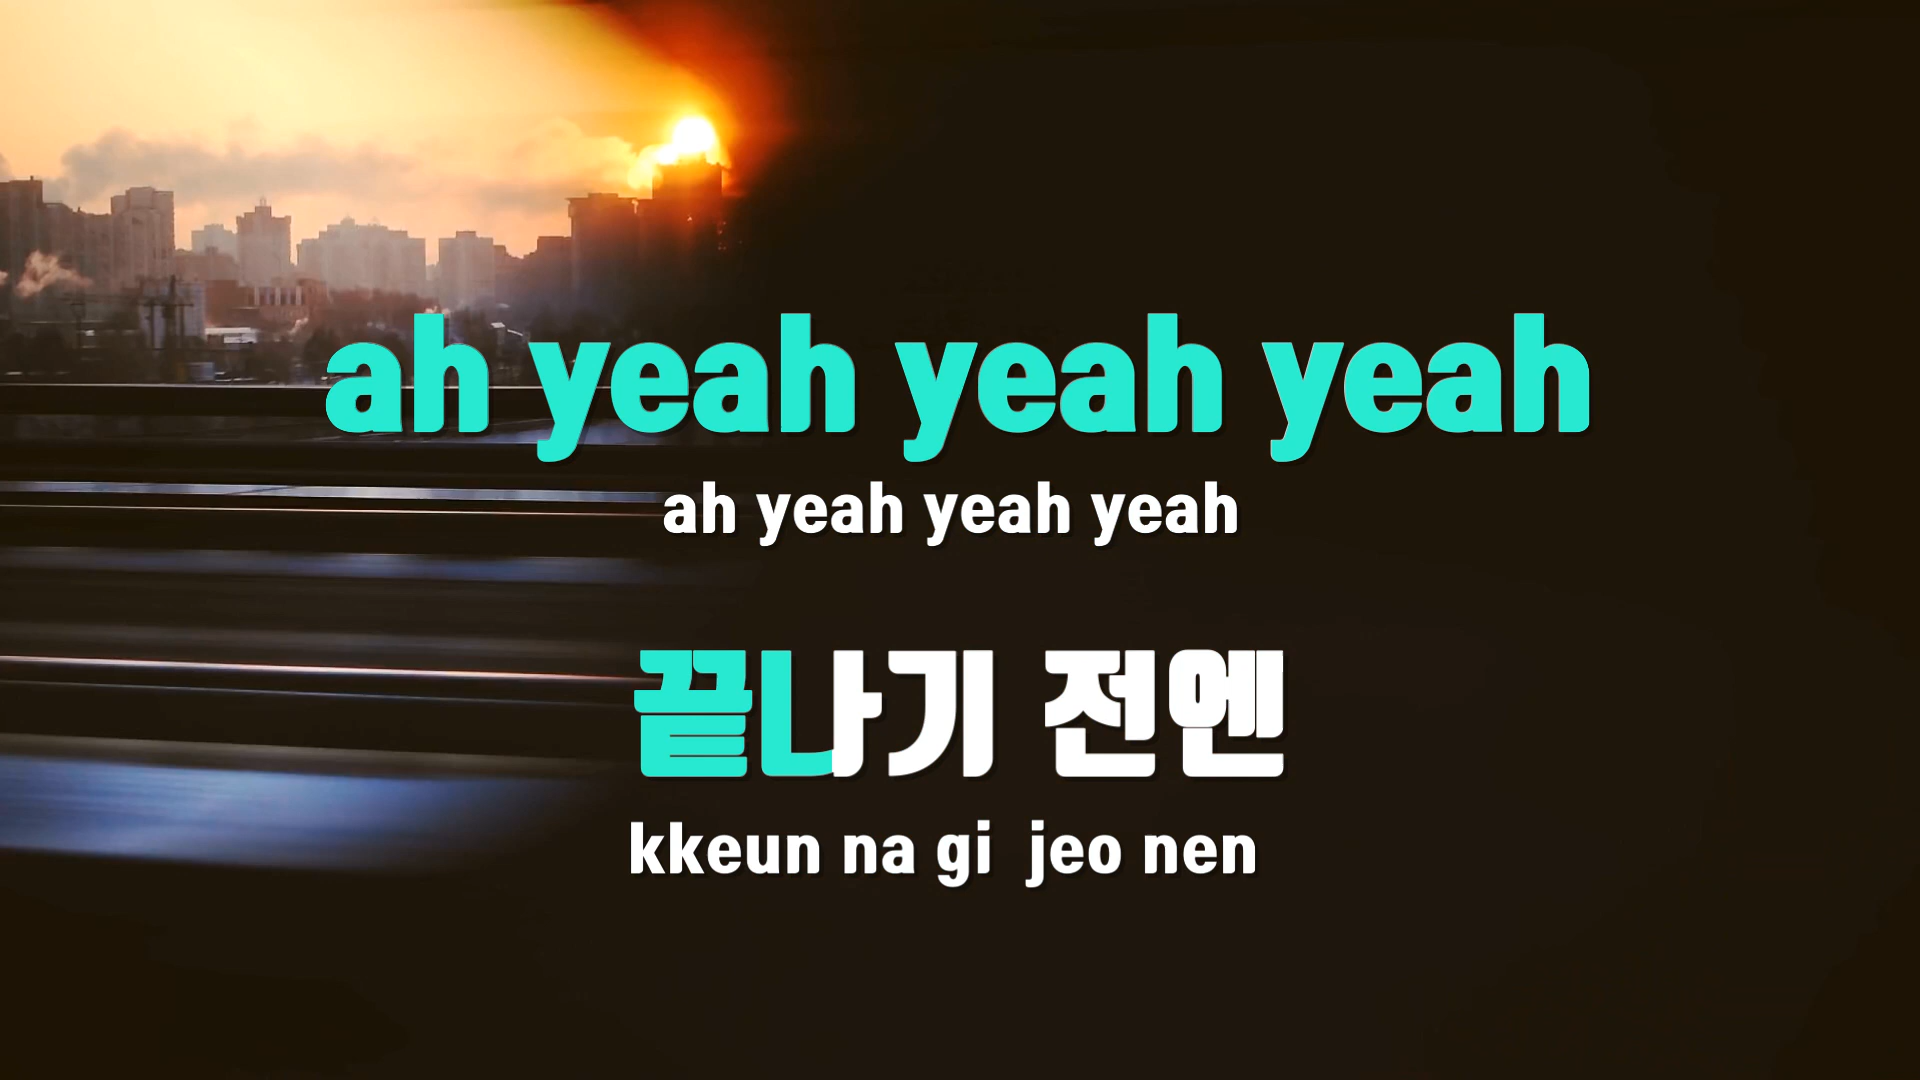 ah yeah yeah yeah
ah yeah yeah yeah
끝나기 전엔
kkeun na gi  jeo nen